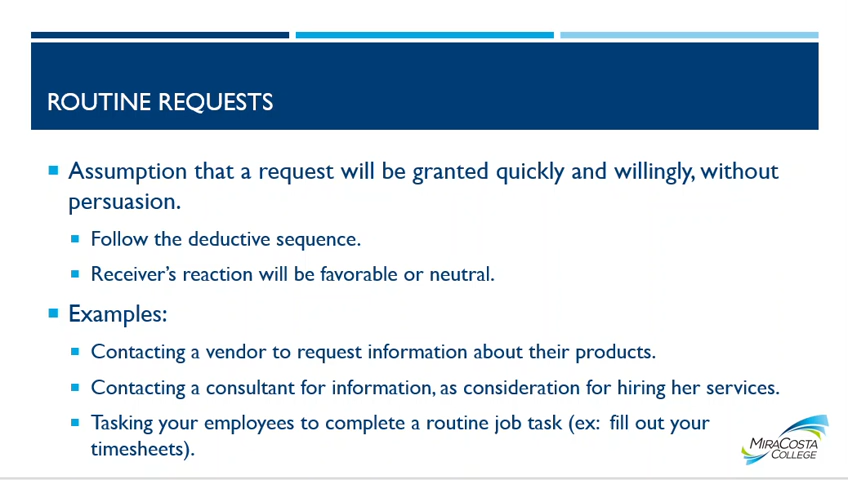 ROUTINE REQUESTS
Assumption that a request will be granted quickly and willingly, without
persuasion.
Follow the deductive sequence.
Receiver's reaction will be favorable or neutral.
Examples:
Contacting a vendor to request information about their products.
Contacting a consultant for information, as consideration for hiring her services.
Tasking your employees to complete a routine job task (ex: fill out your
timesheets).
MIRACOSTA
COLLEGE